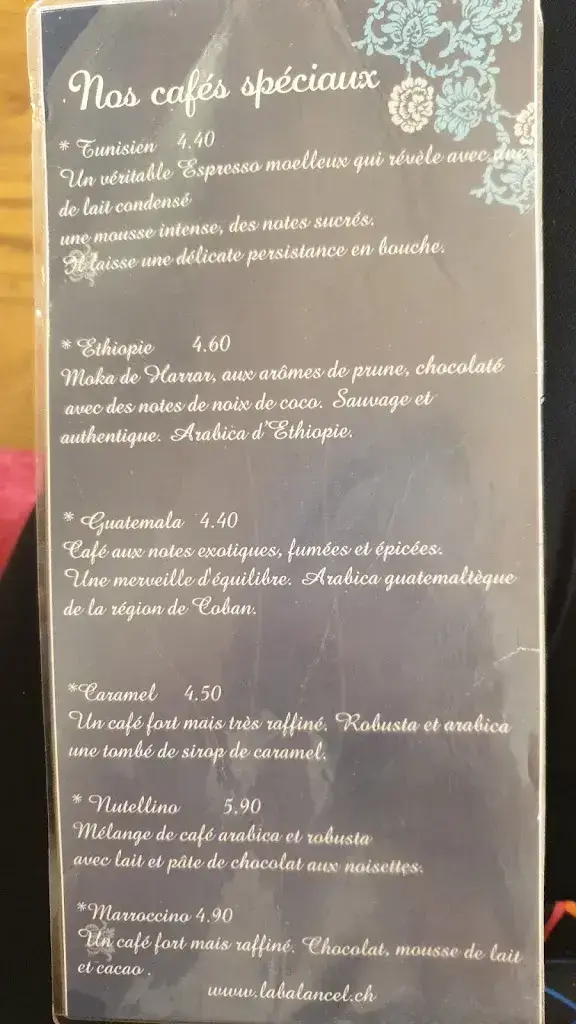 Nos cafés spéciaux
* Tunisien 4.40
Un véritable Espresso moelleux qui révèle avec une
de lait condensé
une mousse intense, des notes sucrés.
Il laisse une délicate persistance en bouche.
* Ethiopie 4.60
Moka de Harrar, aux arômes de prune, chocolaté
avec des notes de noix de coco. Sauvage et
authentique. Arabica d'Ethiopie.
* Guatemala 4.40
Café aux notes exotiques, fumées et épicées.
Une merveille d'équilibre. Arabica guatemaltèque
de la région de Coban.
*Caramel 4.50
Un café fort mais très raffiné. Robusta et arabica
une tombé de sirop de caramel.
* Nutellino 5.90
Mélange de café arabica et robusta
avec lait et pâte de chocolat aux noisettes.
*Marroccino 4.90
Un café fort mais raffiné. Chocolat, mousse de lait
et cacao .
www.labalancel.ch